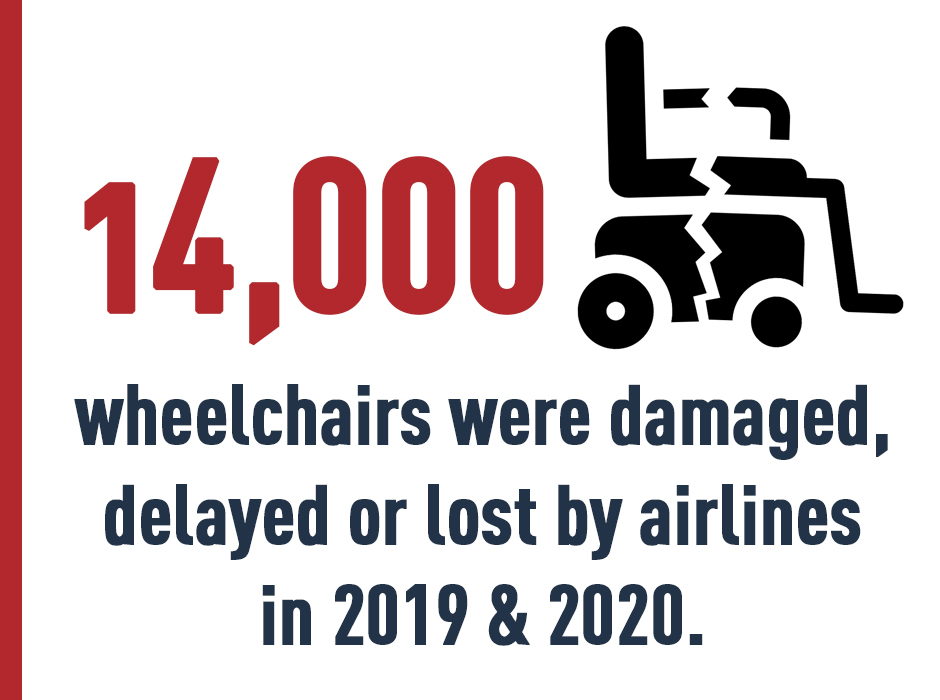 14,000
wheelchairs were damaged,
delayed or lost by airlines
in 2019 & 2020.